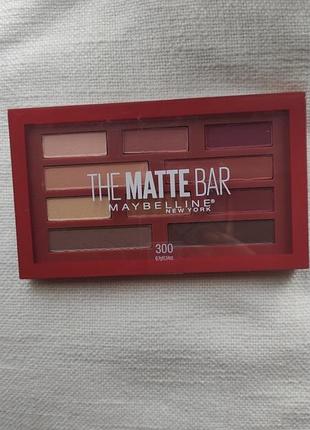 THE MATTE BAR
MAYBELLINE®
NEW YORK
300